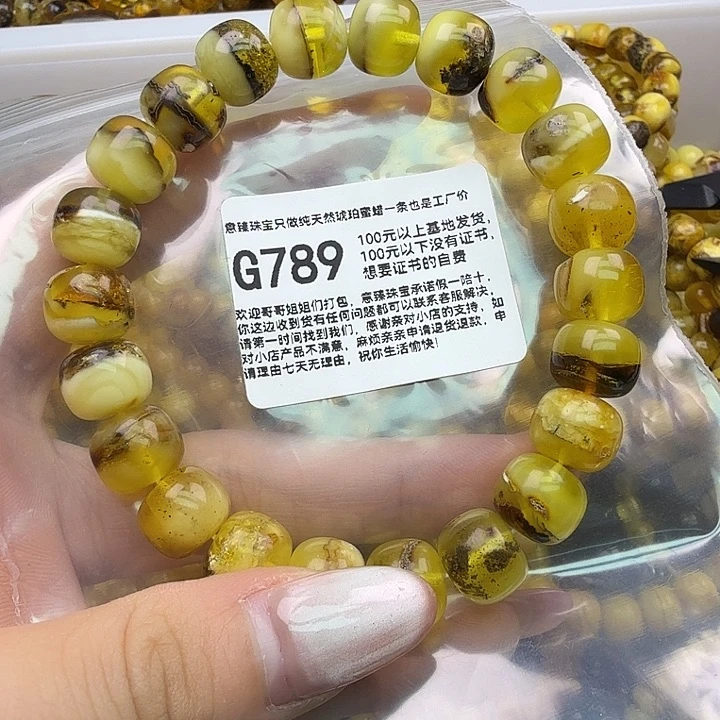 意臻珠宝只做纯天然琥珀蜜蜡一条也是工厂价
G789
100元以上基地发货,
100元以下没有证书,
想要证书的自费
欢迎哥哥姐姐们打包, 意臻珠宝承诺假一赔十,
你这边收到货有任何问题都可以联系客服解决,
请第一时间找到我们, 感谢亲对小店的支持, 如
对小店产品不满意, 麻烦亲亲申请退货退款, 申
请理由七天无理由, 祝你生活愉快!